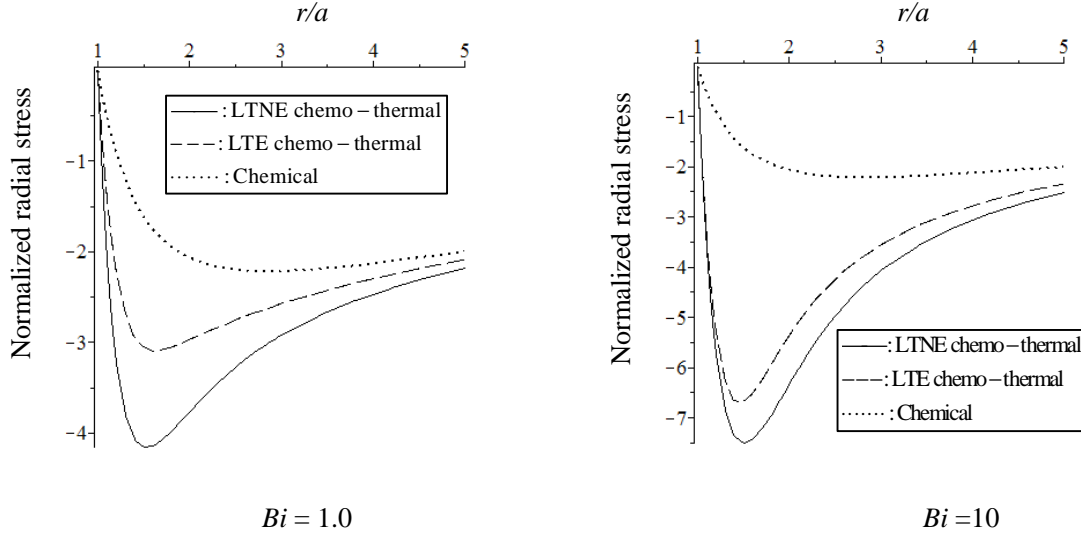 r/a
1 2 3 4 5
Normalized radial stress
−1
−2
−3
−4
: LTNE chemo − thermal
: LTE chemo − thermal
: Chemical
Bi = 1.0
r/a
1 2 3 4 5
Normalized radial stress
−1
−2
−3
−4
−5
−6
−7
: LTNE chemo − thermal
: LTE chemo − thermal
: Chemical
Bi =10